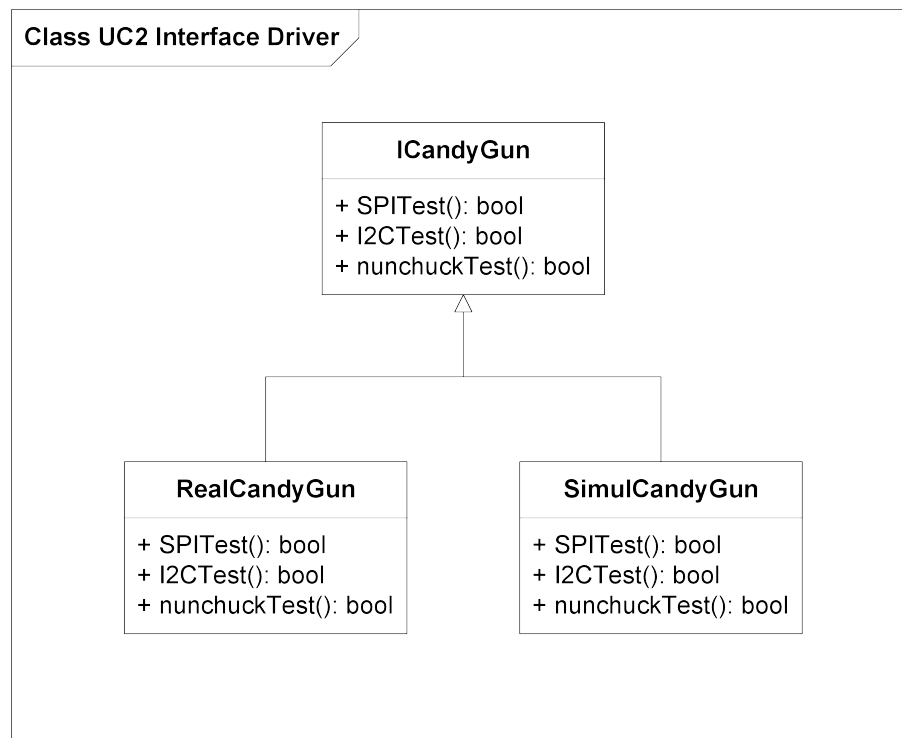 Class UC2 Interface Driver
ICandyGun
+ SPITest(): bool
+ I2CTest(): bool
+ nunchuckTest(): bool
RealCandyGun
+ SPITest(): bool
+ I2CTest(): bool
+ nunchuckTest(): bool
SimulCandyGun
+ SPITest(): bool
+ I2CTest(): bool
+ nunchuckTest(): bool